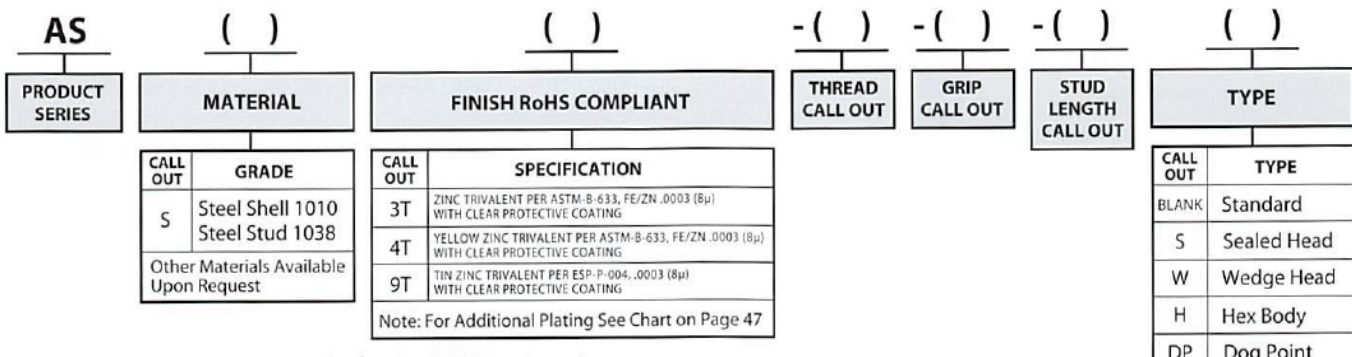 AS ( ) ( ) -( ) -( ) -( ) ( )
PRODUCT
SERIES
MATERIAL
FINISH RoHS COMPLIANT
THREAD
CALL OUT
GRIP
CALL OUT
STUD
LENGTH
CALL OUT
TYPE
CALL
OUT
GRADE
S
Steel Shell 1010
Steel Stud 1038
Other Materials Available
Upon Request
CALL
OUT
SPECIFICATION
3T
ZINC TRIVALENT PER ASTM-B-633, FE/ZN .0003 (8µ)
WITH CLEAR PROTECTIVE COATING
4T
YELLOW ZINC TRIVALENT PER ASTM-B-633, FE/ZN .0003 (8µ)
WITH CLEAR PROTECTIVE COATING
9T
TIN ZINC TRIVALENT PER ESP-P-004, .0003 (8µ)
WITH CLEAR PROTECTIVE COATING
Note: For Additional Plating See Chart on Page 47
CALL
OUT
TYPE
BLANK Standard
S Sealed Head
W Wedge Head
H Hex Body
DP Dog Point